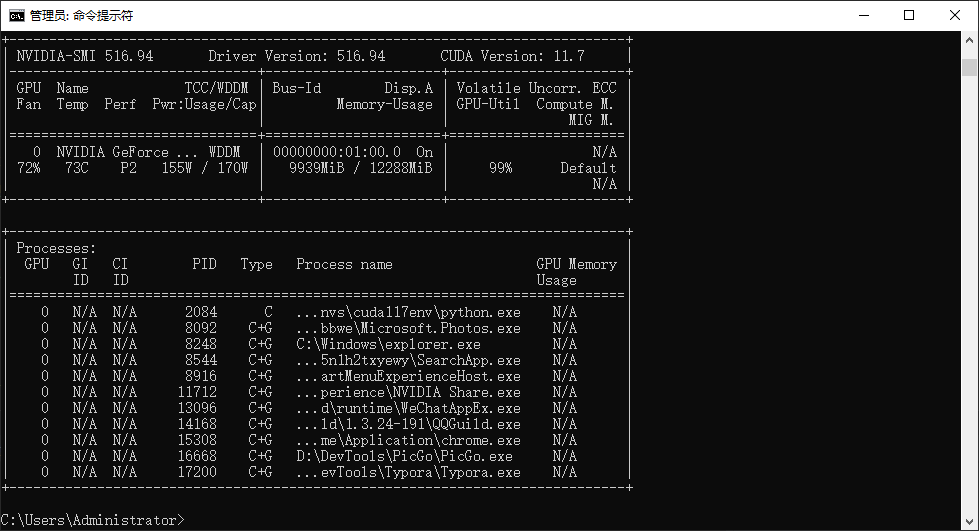 管理员: 命令提示符
NVIDIA-SMI 516.94 Driver Version: 516.94 CUDA Version: 11.7
GPU Name TCC/WDDM | Bus-Id Disp.A | Volatile Uncorr. ECC
Fan Temp Perf Pwr:Usage/Cap | Memory-Usage | GPU-Util Compute M.
MIG M.
0 NVIDIA GeForce ... WDDM | 00000000:01:00.0 On | N/A
72% 73C P2 155W / 170W | 9939MiB / 12288MiB | 99% Default
N/A
Processes:
GPU GI CI PID Type Process name GPU Memory
ID ID Usage
0 N/A N/A 2084 C ...nvs\cuda117env\python.exe N/A
0 N/A N/A 8092 C+G ...bbwe\Microsoft.Photos.exe N/A
0 N/A N/A 8248 C+G C:\Windows\explorer.exe N/A
0 N/A N/A 8544 C+G ...5n1h2txyewy\SearchApp.exe N/A
0 N/A N/A 8916 C+G ...artMenuExperienceHost.exe N/A
0 N/A N/A 11712 C+G ...perience\NVIDIA Share.exe N/A
0 N/A N/A 13096 C+G ...d\runtime\WeChatAppEx.exe N/A
0 N/A N/A 14168 C+G ...ld\1.3.24-191\QQGuild.exe N/A
0 N/A N/A 15308 C+G ...me\Application\chrome.exe N/A
0 N/A N/A 16668 C+G D:\DevTools\PicGo\PicGo.exe N/A
0 N/A N/A 17200 C+G ...evTools\Typora\Typora.exe N/A
C:\Users\Administrator>